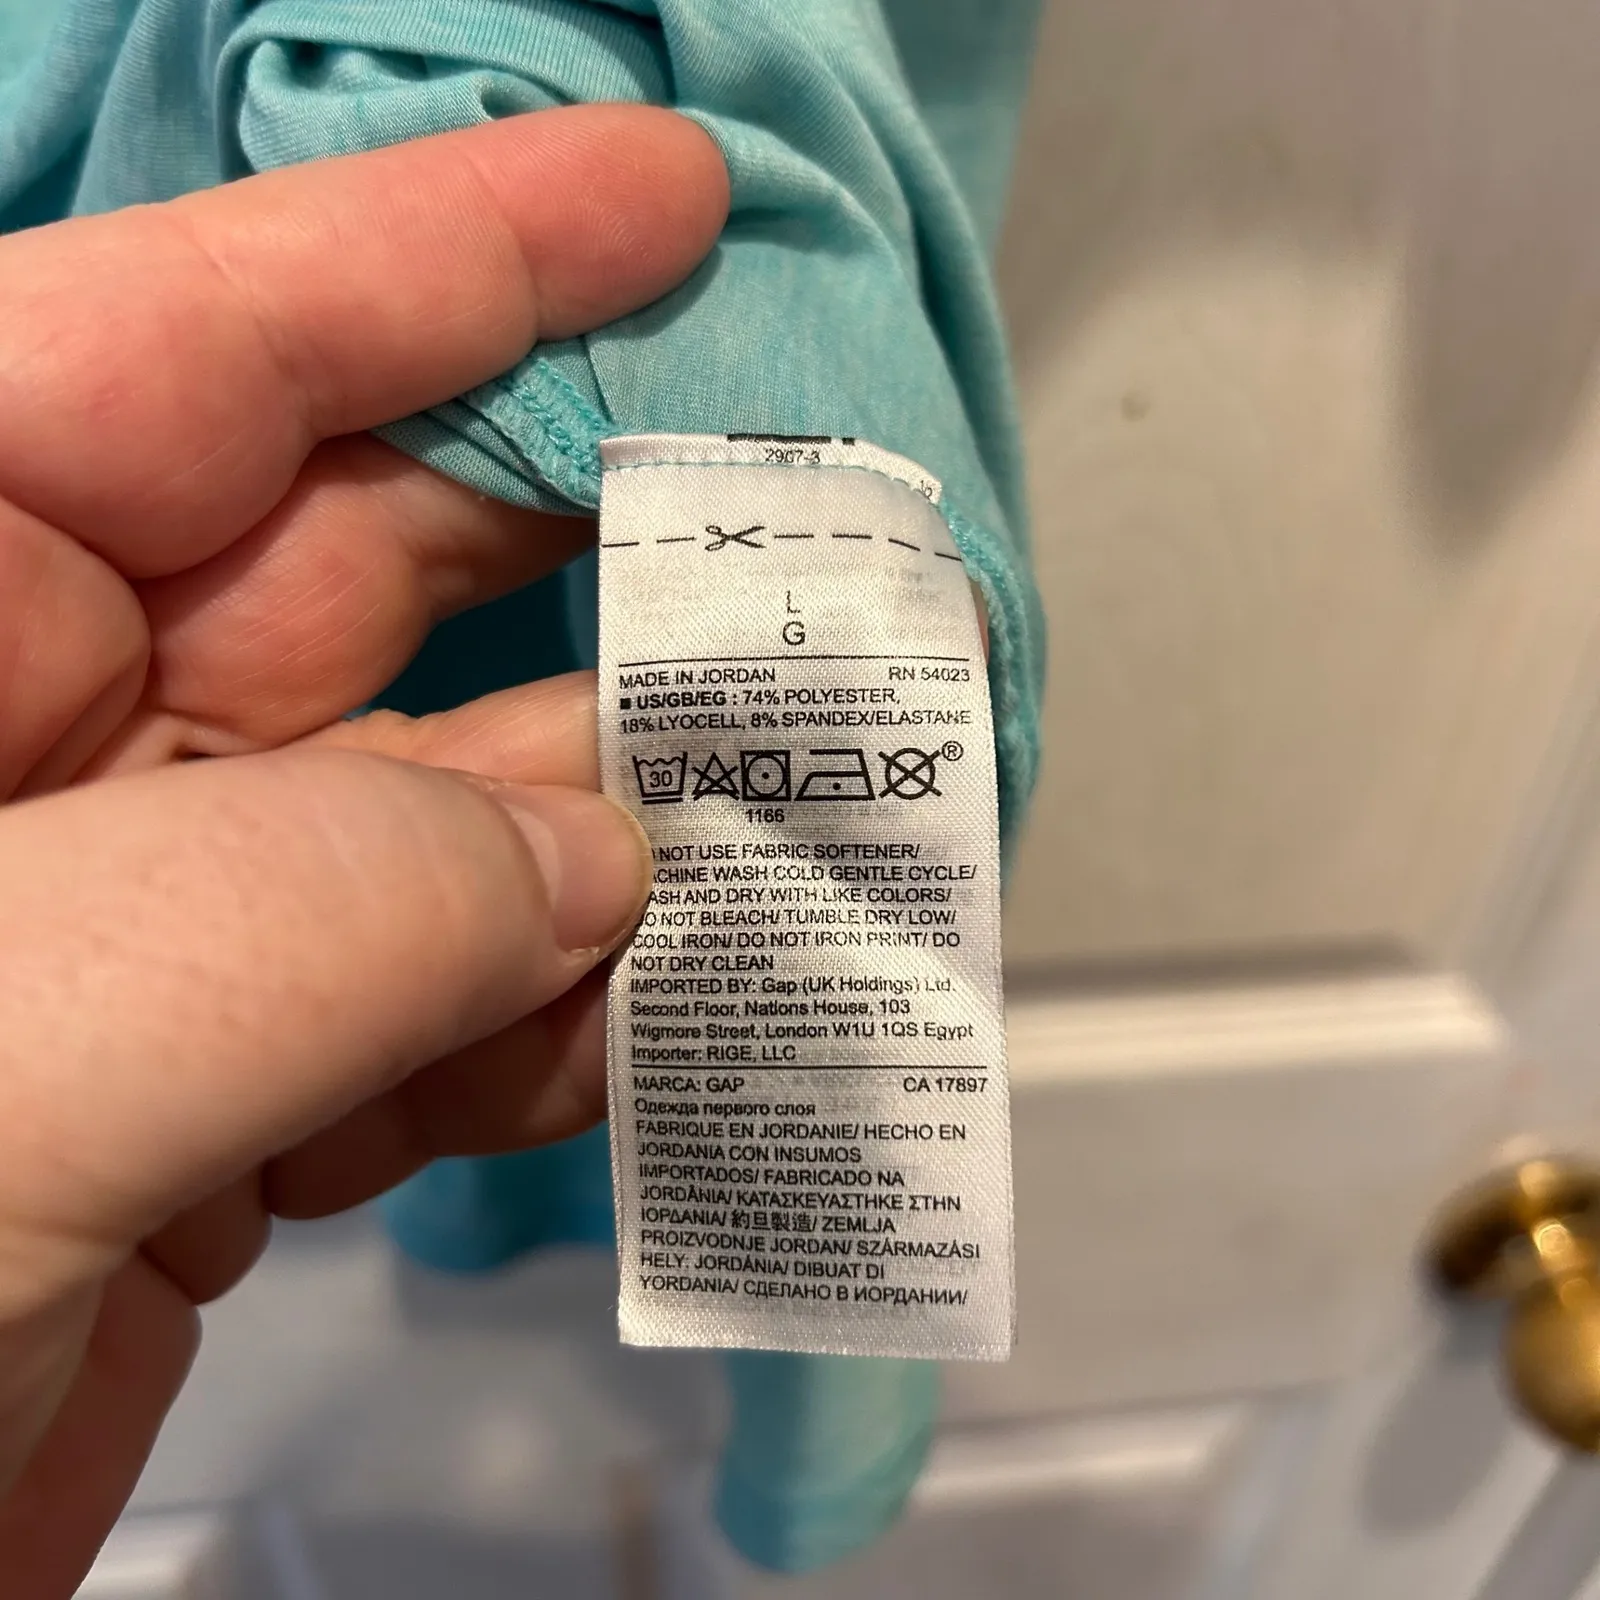 2967-3
L
G
MADE IN JORDAN RN 54023
■ US/GB/EG : 74% POLYESTER,
18% LYOCELL, 8% SPANDEX/ELASTANE
30 ®
1166
NOT USE FABRIC SOFTENER/
ACHINE WASH COLD GENTLE CYCLE/
ASH AND DRY WITH LIKE COLORS/
DO NOT BLEACH/ TUMBLE DRY LOW/
COOL IRON/ DO NOT IRON PRINT/ DO
NOT DRY CLEAN
IMPORTED BY: Gap (UK Holdings) Ltd.
Second Floor, Nations House, 103
Wigmore Street, London W1U 1QS Egypt
Importer: RIGE, LLC
MARCA: GAP CA 17897
Одежда первого слоя
FABRIQUE EN JORDANIE/ HECHO EN
JORDANIA CON INSUMOS
IMPORTADOS/ FABRICADO NA
JORDÂNIA/ ΚΑΤΑΣΚΕΥΑΣΤΗΚΕ ΣΤΗΝ
ΙΟΡΔΑΝΙΑ/ 約旦製造/ ZEMLJA
PROIZVODNJE JORDAN/ SZÁRMAZÁSI
HELY: JORDÁNIA/ DIBUAT DI
YORDANIA/ СДЕЛАНО В ИОРДАНИИ/